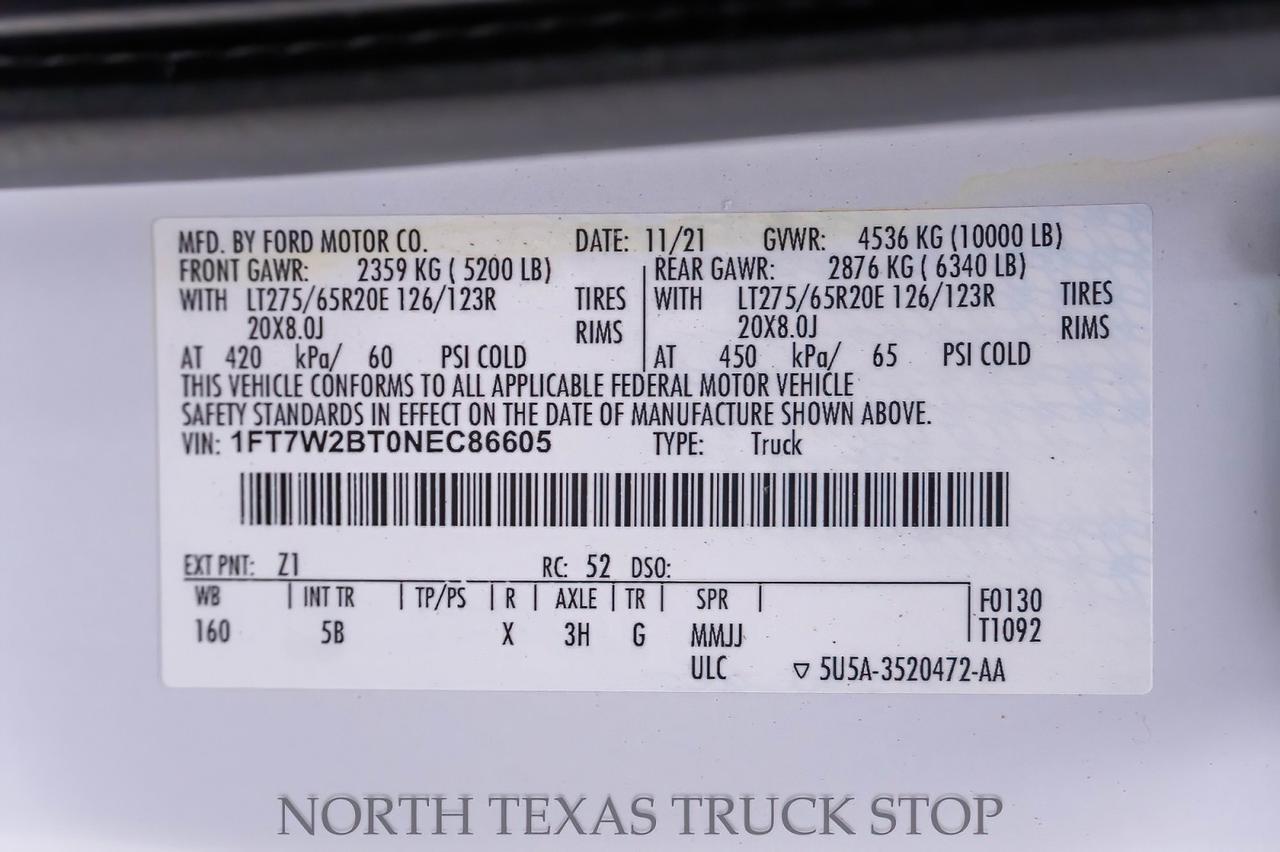 MFD. BY FORD MOTOR CO. DATE: 11/21 GVWR: 4536 KG (10000 LB)
FRONT GAWR: 2359 KG ( 5200 LB) REAR GAWR: 2876 KG ( 6340 LB)
WITH LT275/65R20E 126/123R TIRES WITH LT275/65R20E 126/123R TIRES
20X8.0J RIMS 20X8.0J RIMS
AT 420 kPa/ 60 PSI COLD AT 450 kPa/ 65 PSI COLD
THIS VEHICLE CONFORMS TO ALL APPLICABLE FEDERAL MOTOR VEHICLE
SAFETY STANDARDS IN EFFECT ON THE DATE OF MANUFACTURE SHOWN ABOVE.
VIN: 1FT7W2BT0NEC86605 TYPE: Truck
EXT PNT: Z1 RC: 52 DSO:
WB INT TR TP/PS R AXLE TR SPR F0130
160 5B X 3H G MMJJ T1092
ULC ▽ 5U5A-3520472-AA
NORTH TEXAS TRUCK STOP